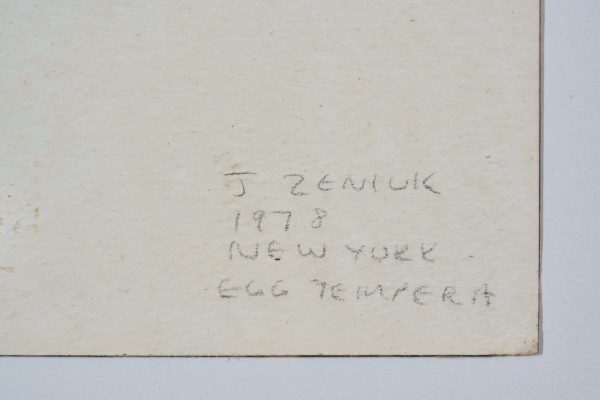 J ZENIUK
1978
NEW YORK
EGG TEMPERA